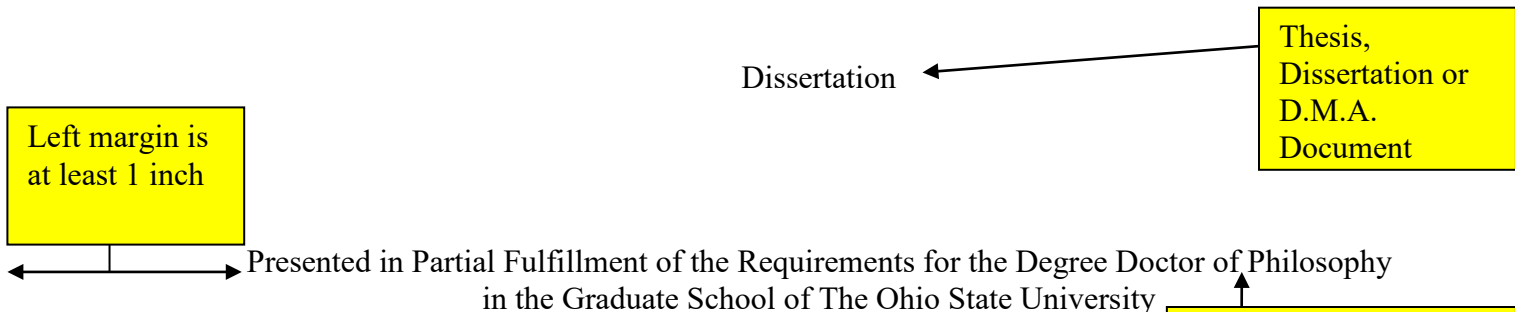 Thesis,
Dissertation or
D.M.A.
Document
Dissertation
Left margin is
at least 1 inch
Presented in Partial Fulfillment of the Requirements for the Degree Doctor of Philosophy
in the Graduate School of The Ohio State University